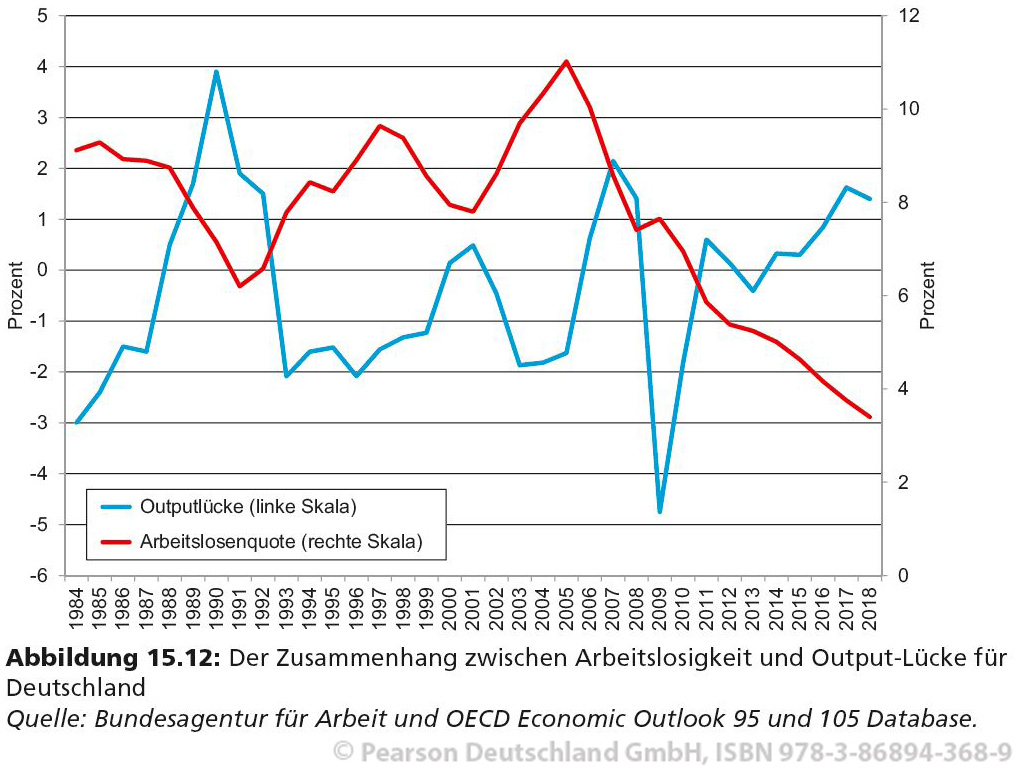 5
4
3
2
1
0
-1
-2
-3
-4
-5
-6
Prozent
12
10
8
6
4
2
0
Prozent
Outputlücke (linke Skala)
Arbeitslosenquote (rechte Skala)
1984 1985 1986 1987 1988 1989 1990 1991 1992 1993 1994 1995 1996 1997 1998 1999 2000 2001 2002 2003 2004 2005 2006 2007 2008 2009 2010 2011 2012 2013 2014 2015 2016 2017 2018
Abbildung 15.12: Der Zusammenhang zwischen Arbeitslosigkeit und Output-Lücke für
Deutschland
Quelle: Bundesagentur für Arbeit und OECD Economic Outlook 95 und 105 Database.
© Pearson Deutschland GmbH, ISBN 978-3-86894-368-9